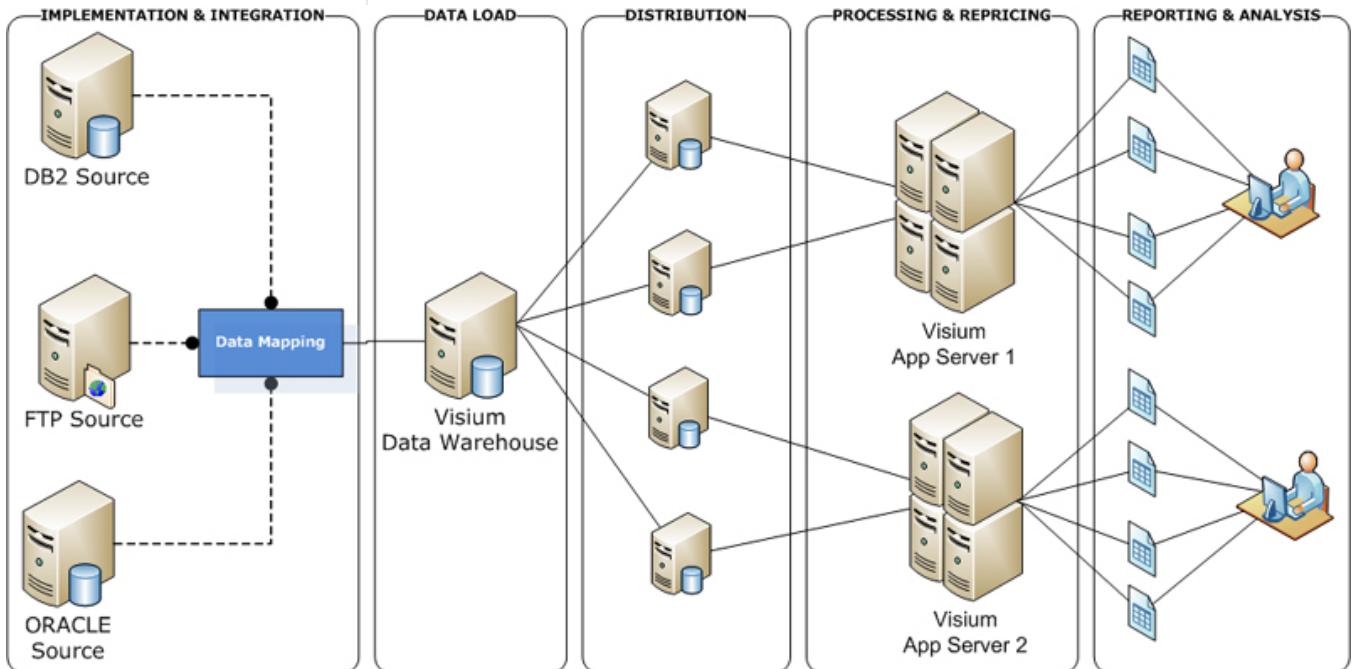 IMPLEMENTATION & INTEGRATION
DATA LOAD
DISTRIBUTION
PROCESSING & REPRICING
REPORTING & ANALYSIS
DB2 Source
FTP Source
Data Mapping
ORACLE
Source
Visium
Data Warehouse
Visium
App Server 1
Visium
App Server 2